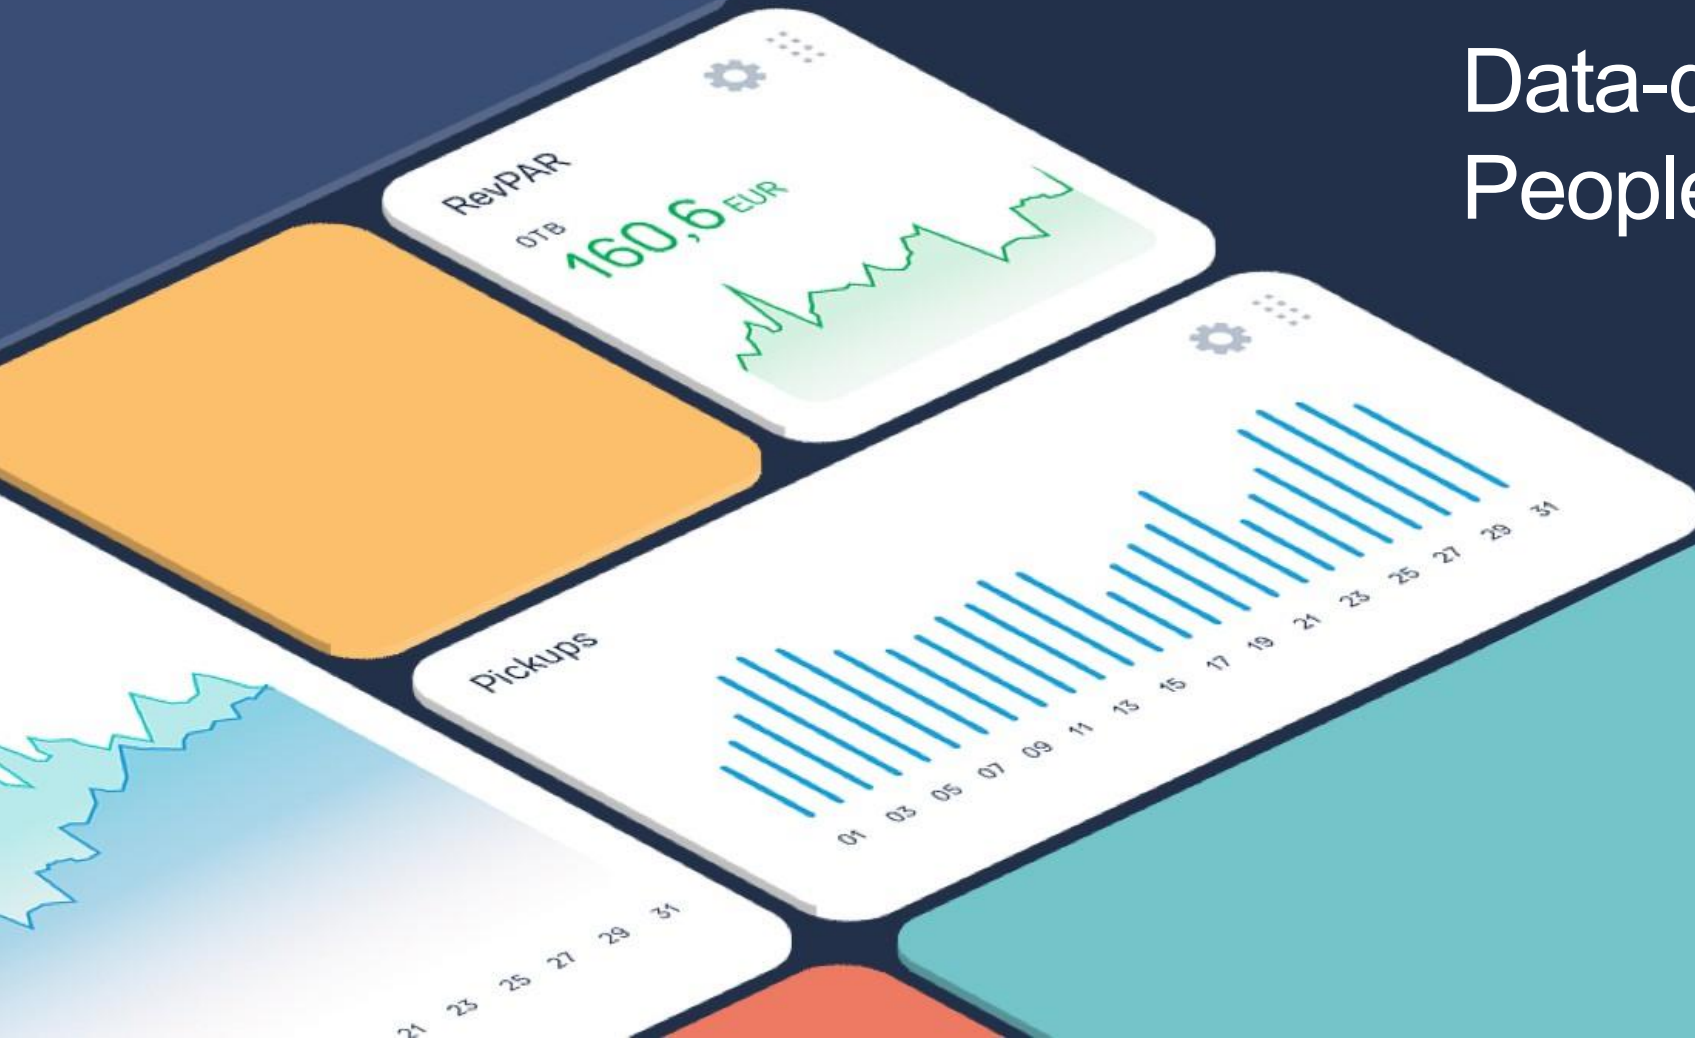 Data-
People
RevPAR
OTB
160,6 EUR
Pickups
01 03 05 07 09 11 13 15 17 19 21 23 25 27 29 31
21 23 25 27 29 31